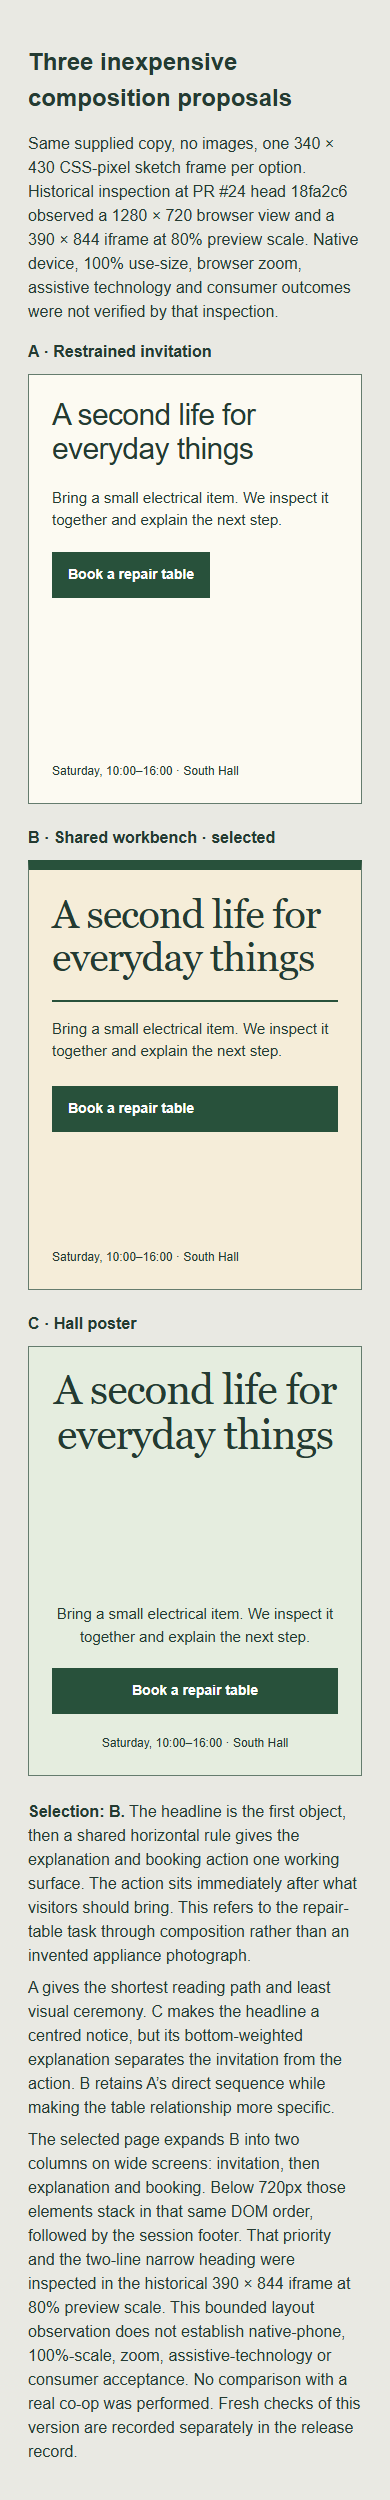 Three inexpensive
composition proposals
Same supplied copy, no images, one 340 ×
430 CSS-pixel sketch frame per option.
Historical inspection at PR #24 head 18fa2c6
observed a 1280 × 720 browser view and a
390 × 844 iframe at 80% preview scale. Native
device, 100% use-size, browser zoom,
assistive technology and consumer outcomes
were not verified by that inspection.
A · Restrained invitation
A second life for
everyday things
Bring a small electrical item. We inspect it
together and explain the next step.
Book a repair table
Saturday, 10:00–16:00 · South Hall
B · Shared workbench · selected
A second life for
everyday things
Bring a small electrical item. We inspect it
together and explain the next step.
Book a repair table
Saturday, 10:00–16:00 · South Hall
C · Hall poster
A second life for
everyday things
Bring a small electrical item. We inspect it
together and explain the next step.
Book a repair table
Saturday, 10:00–16:00 · South Hall
Selection: B. The headline is the first object,
then a shared horizontal rule gives the
explanation and booking action one working
surface. The action sits immediately after what
visitors should bring. This refers to the repair-
table task through composition rather than an
invented appliance photograph.
A gives the shortest reading path and least
visual ceremony. C makes the headline a
centred notice, but its bottom-weighted
explanation separates the invitation from the
action. B retains A’s direct sequence while
making the table relationship more specific.
The selected page expands B into two
columns on wide screens: invitation, then
explanation and booking. Below 720px those
elements stack in that same DOM order,
followed by the session footer. That priority
and the two-line narrow heading were
inspected in the historical 390 × 844 iframe at
80% preview scale. This bounded layout
observation does not establish native-phone,
100%-scale, zoom, assistive-technology or
consumer acceptance. No comparison with a
real co-op was performed. Fresh checks of this
version are recorded separately in the release
record.